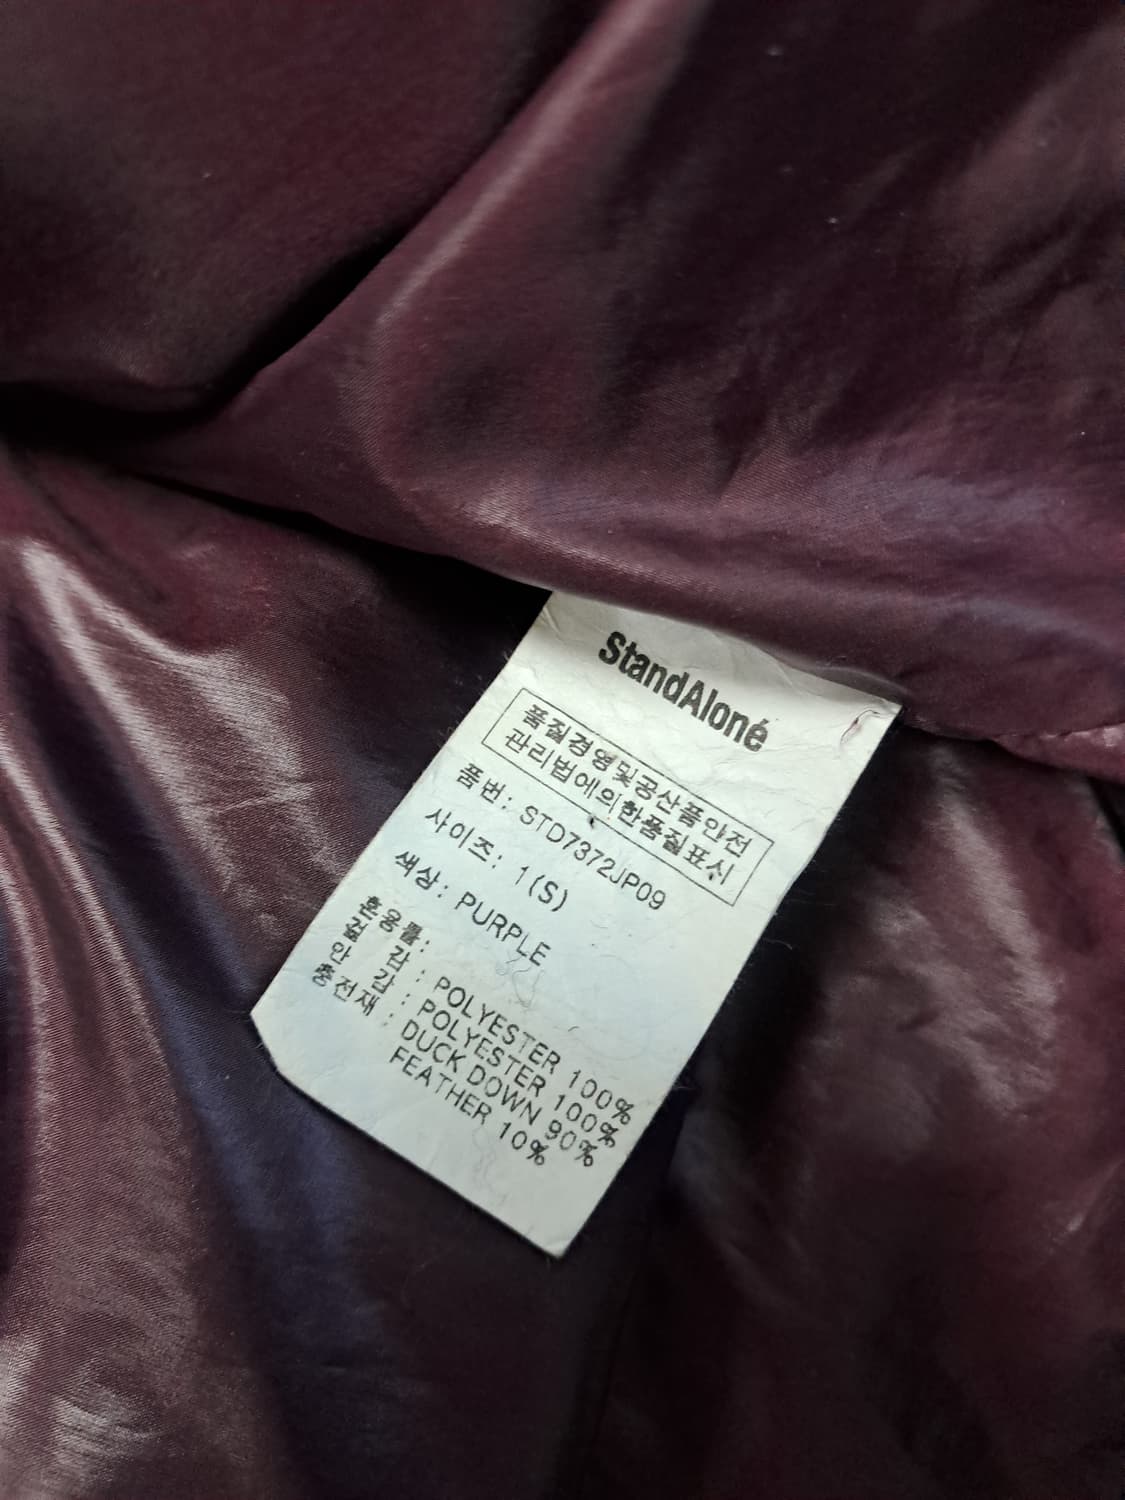 StandAloné
품질경영및공산품안전
관리법에의한품질표시
품번: STD7372JP09
사이즈: 1(S)
색상: PURPLE
혼용률:
겉 감 : POLYESTER 100%
안 감 : POLYESTER 100%
충전재 : DUCK DOWN 90%
FEATHER 10%